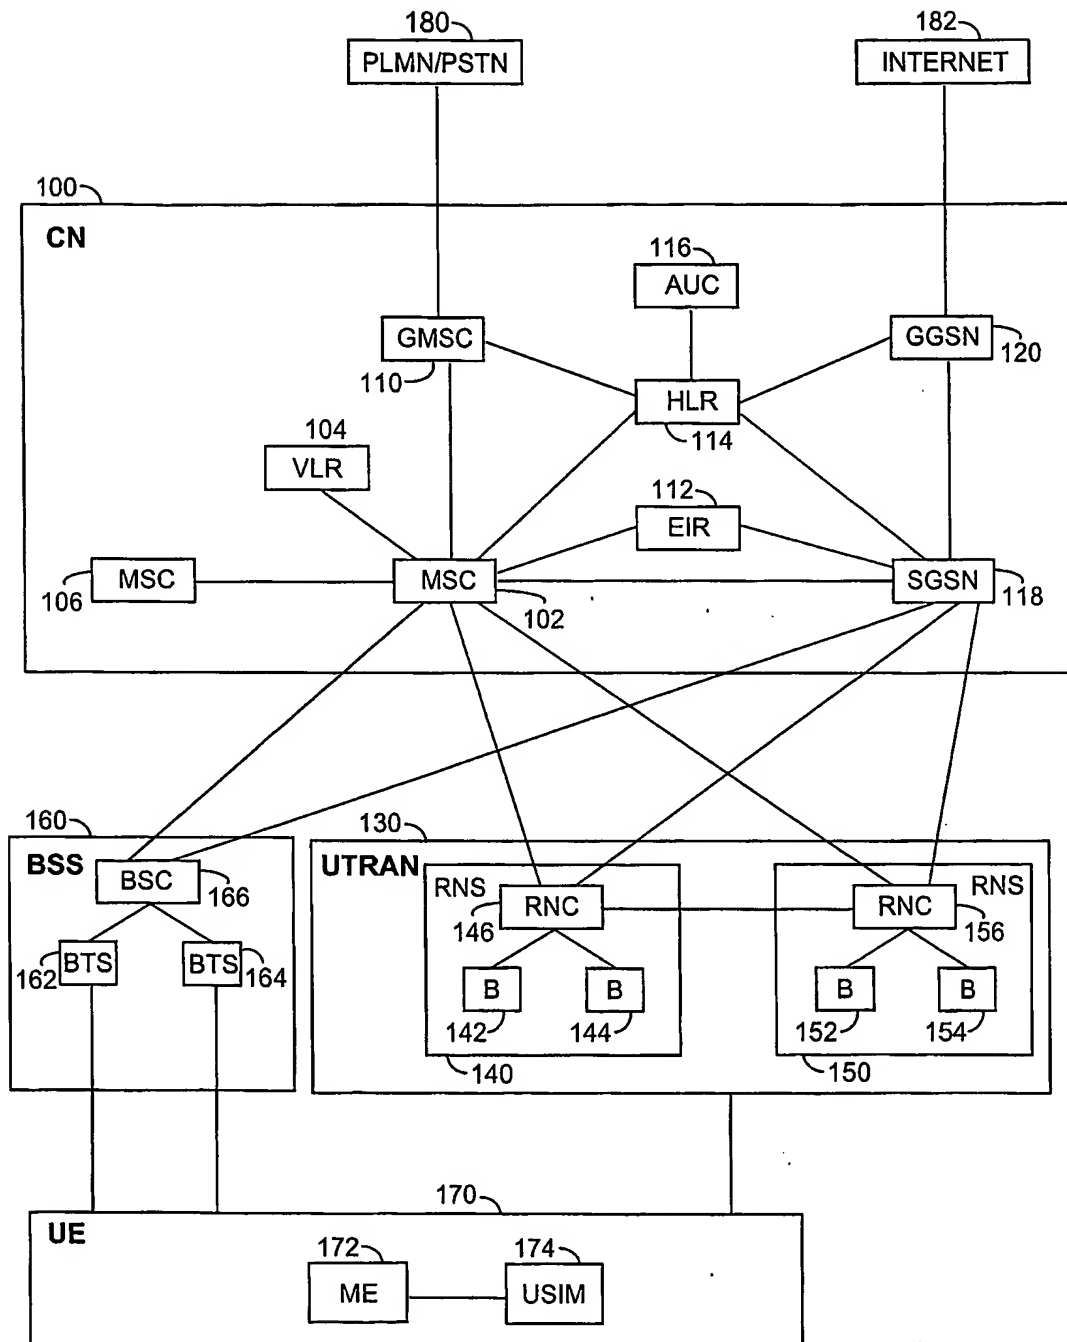 180
182
PLMN/PSTN
INTERNET
100
CN
116
AUC
GMSC
GGSN
110
120
HLR
114
104
VLR
112
EIR
MSC
MSC
SGSN
106
102
118
160
130
BSS
UTRAN
BSC
166
RNS
RNC
146
RNC
RNS
156
162
BTS
BTS
164
B
B
B
B
142
144
152
154
140
150
170
UE
172
174
ME
USIM